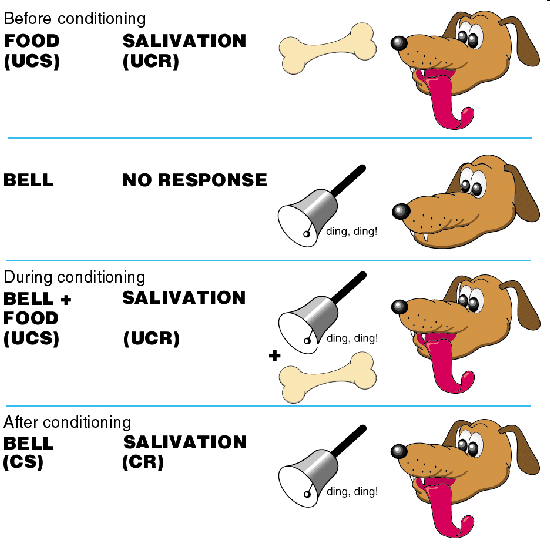 Before conditioning
FOOD SALIVATION
(UCS) (UCR)
BELL NO RESPONSE
ding, ding!
During conditioning
BELL + SALIVATION
FOOD
(UCS) (UCR)
ding, ding!
+
After conditioning
BELL SALIVATION
(CS) (CR)
ding, ding!